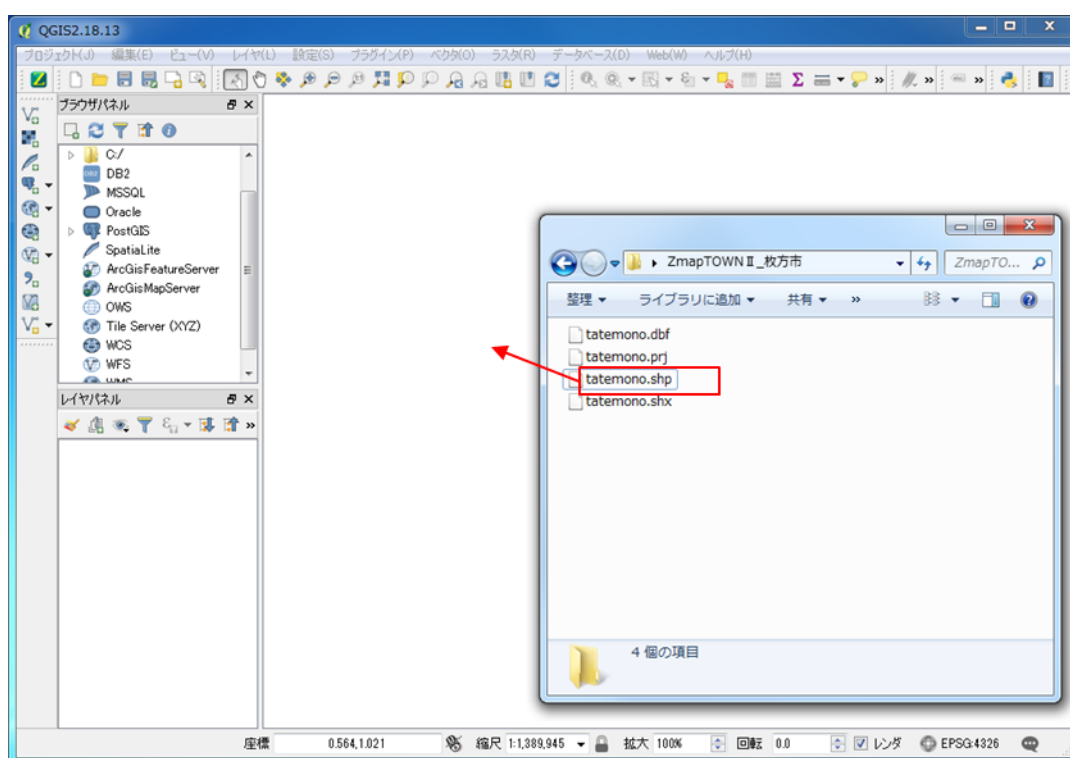 QGIS2.18.13
プロジェクト(J) 編集(E) ビュー(V) レイヤ(L) 設定(S) プラグイン(P) ベクタ(O) ラスタ(R) データベース(D) Web(W) ヘルプ(H)
ブラウザパネル
C:/
DB2
MSSQL
Oracle
PostGIS
SpatiaLite
ArcGisFeatureServer
ArcGisMapServer
OWS
Tile Server (XYZ)
WCS
WFS
WMS
レイヤパネル
ZmapTOWNⅡ_枚方市
ZmapTO...
整理 ライブラリに追加 共有 »
tatemono.dbf
tatemono.prj
tatemono.shp
tatemono.shx
4 個の項目
座標 0.564,1.021 縮尺 1:1,389,945 拡大 100% 回転 0.0 レンダ EPSG:4326